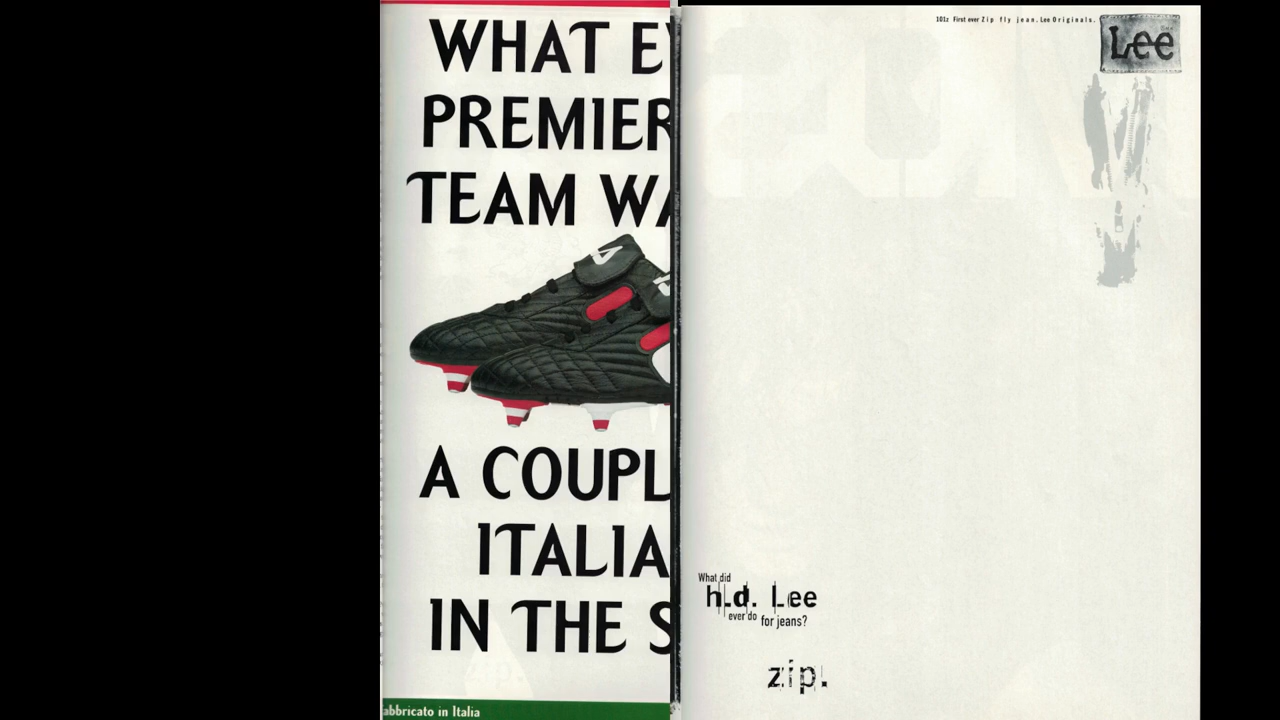 WHAT EV
PREMIER
TEAM WA
A COUPL
ITALIA
IN THE S
abbricato in Italia
101z First ever Zip fly jean. Lee Originals.
Lee
What did
h.d. Lee
ever do for jeans?
zip.